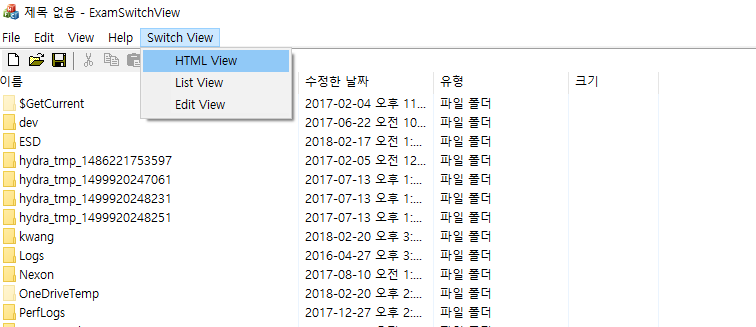 제목 없음 - ExamSwitchView
File Edit View Help Switch View
HTML View
List View
Edit View
이름 수정한 날짜 유형 크기
$GetCurrent 2017-02-04 오후 11... 파일 폴더
dev 2017-06-22 오전 10... 파일 폴더
ESD 2018-02-17 오전 1:... 파일 폴더
hydra_tmp_1486221753597 2017-02-05 오전 12... 파일 폴더
hydra_tmp_1499920247061 2017-07-13 오후 1:... 파일 폴더
hydra_tmp_1499920248231 2017-07-13 오후 1:... 파일 폴더
hydra_tmp_1499920248251 2017-07-13 오후 1:... 파일 폴더
kwang 2018-02-20 오후 3:... 파일 폴더
Logs 2016-04-27 오후 3:... 파일 폴더
Nexon 2017-08-10 오전 1:... 파일 폴더
OneDriveTemp 2018-02-20 오후 2:... 파일 폴더
PerfLogs 2017-12-27 오후 2:... 파일 폴더